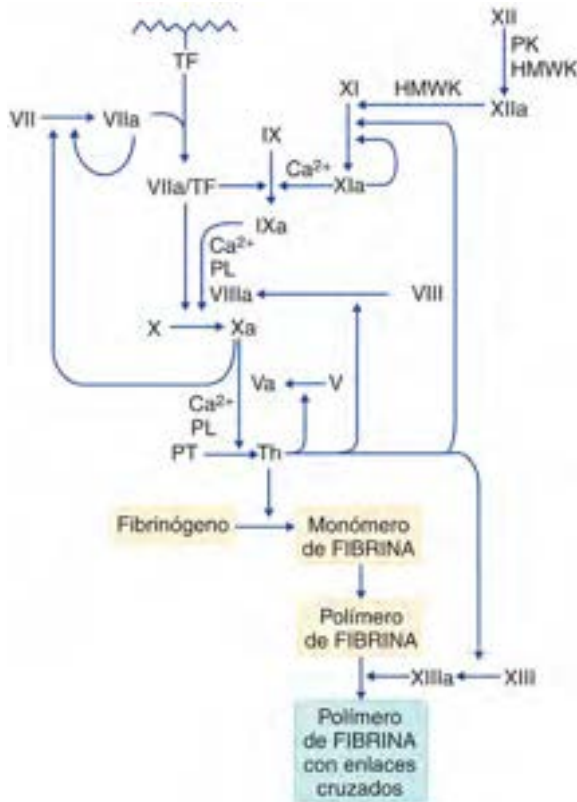 XII
PK
HMWK
TF
XI
HMWK
XIIa
VII
VIIa
IX
Ca2+
VIIa/TF
XIa
IXa
Ca2+
PL
VIIIa
VIII
X
Xa
Va
V
Ca2+
PL
PT
Th
Fibrinógeno
Monómero
de FIBRINA
Polímero
de FIBRINA
XIIIa
XIII
Polímero
de FIBRINA
con enlaces
cruzados